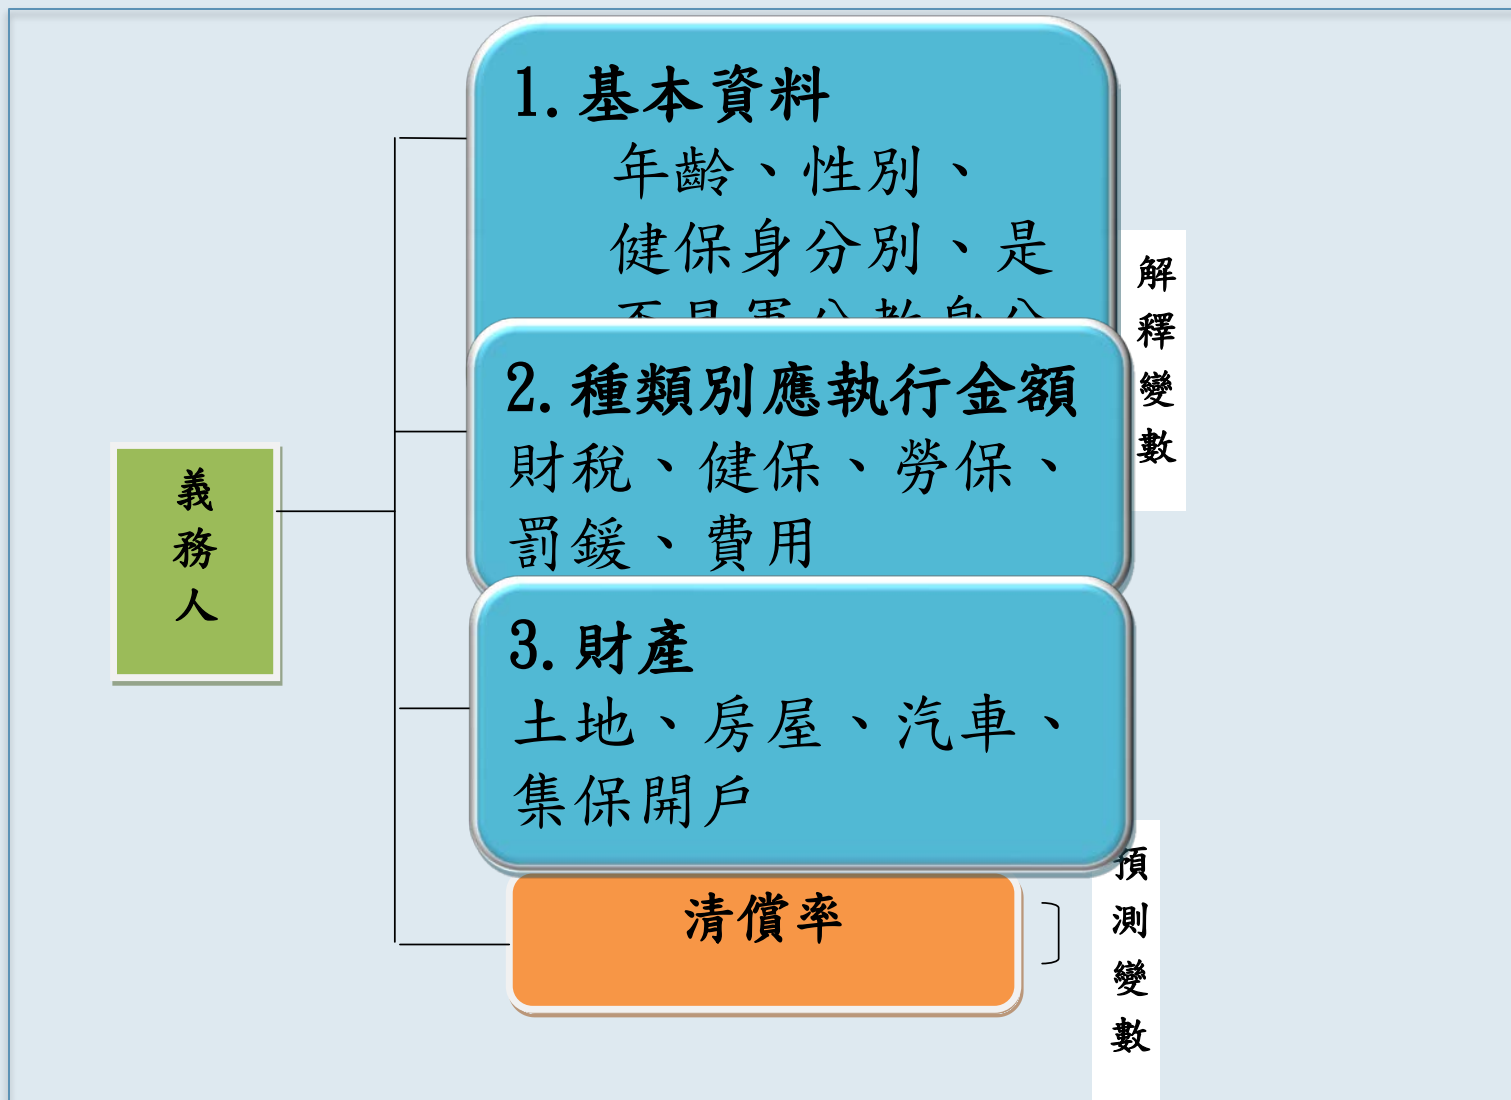 1.基本資料
年齡、性別、
健保身分別、是
2.種類別應執行金額
財稅、健保、勞保、
罰鍰、費用
3.財產
土地、房屋、汽車、
集保開戶
清償率
義務人
解釋變數
預測變數